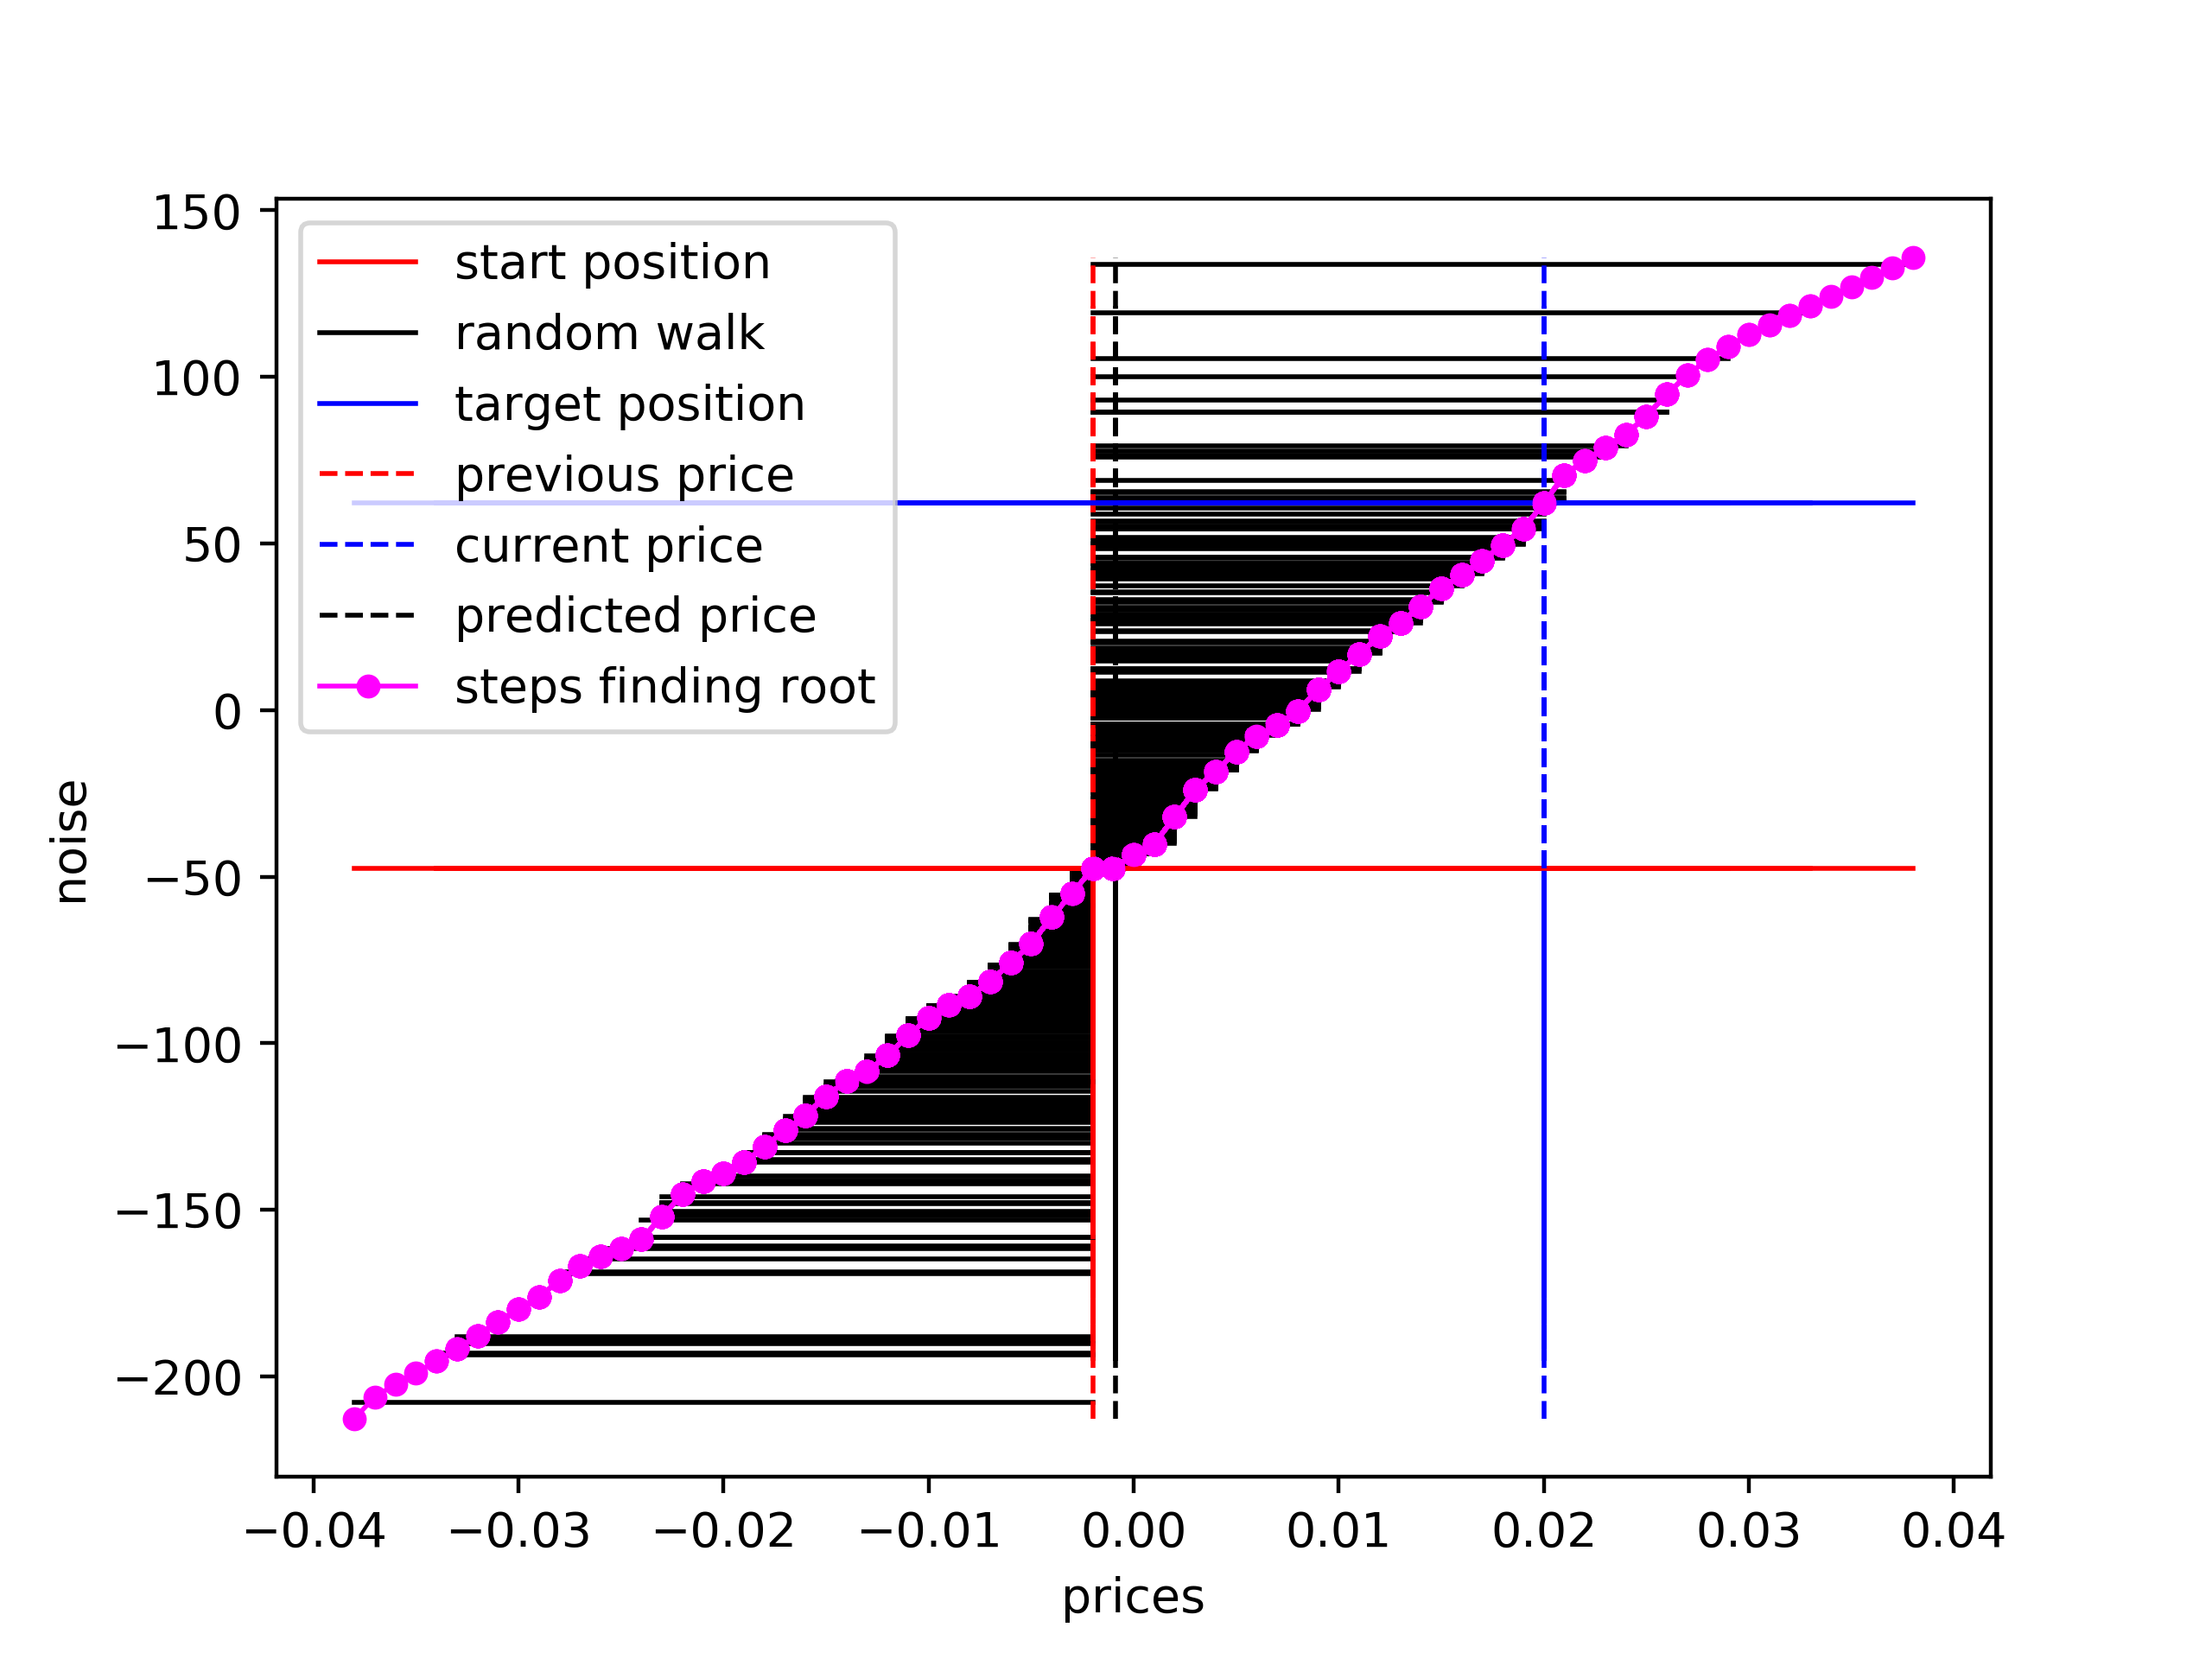 150
100
50
0
−50
−100
−150
−200
noise
start position
random walk
target position
previous price
current price
predicted price
steps finding root
−0.04 −0.03 −0.02 −0.01 0.00 0.01 0.02 0.03 0.04
prices